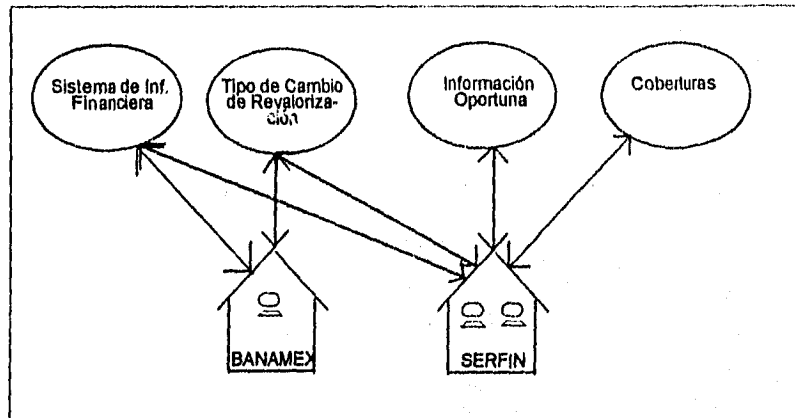 Sistema de Inf.
Financiera
Tipo de Cambio
de Revaloriza-
ción
Información
Oportuna
Coberturas
BANAMEX
SERFIN